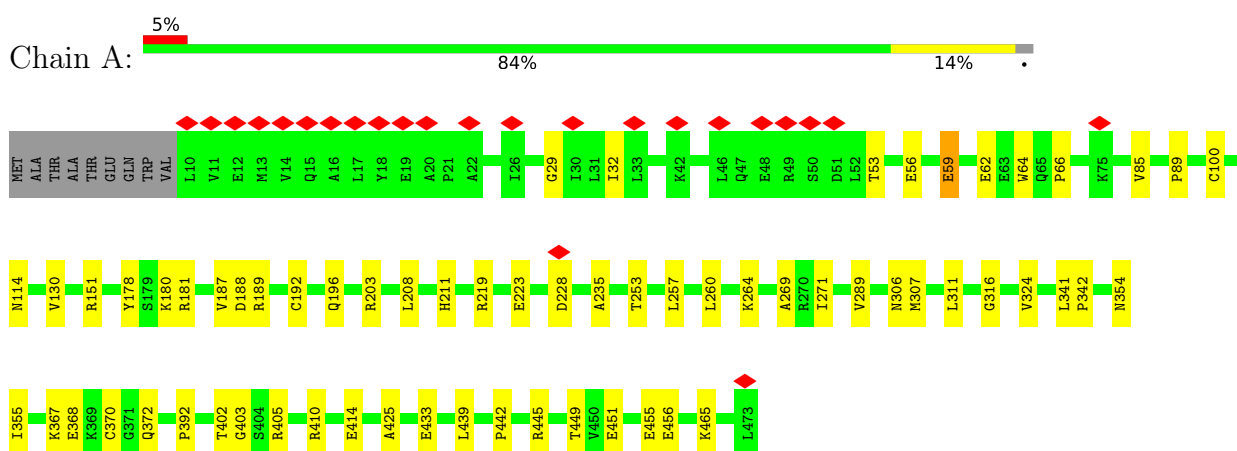 5%
Chain A:
84% 14% •
MET ALA THR ALA THR GLU GLN TRP VAL L10 V11 E12 M13 V14 Q15 A16 L17 Y18 E19 A20 P21 A22 I26 G29 I30 L31 I32 L33 K42 L46 Q47 E48 R49 S50 D51 L52 T53 E56 E59 E62 E63 W64 Q65 P66 K75 V85 P89 C100
N114 V130 R151 Y178 S179 K180 R181 V187 D188 R189 C192 Q196 R203 L208 H211 R219 E223 D228 A235 T253 L257 L260 K264 A269 R270 I271 V289 N306 M307 L311 G316 V324 L341 P342 N354
I355 K367 E368 K369 C370 G371 Q372 P392 T402 G403 S404 R405 R410 E414 A425 E433 L439 P442 R445 T449 V450 E451 E455 E456 K465 L473